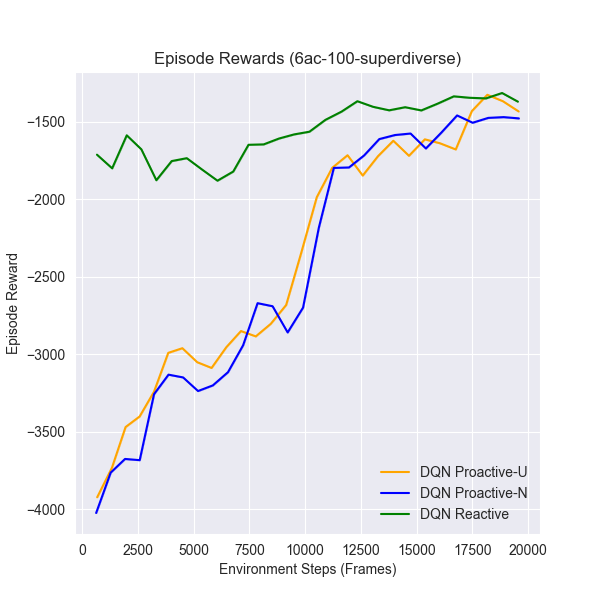 Episode Rewards (6ac-100-superdiverse)
−1500
−2000
−2500
−3000
−3500
−4000
Episode Reward
DQN Proactive-U
DQN Proactive-N
DQN Reactive
0 2500 5000 7500 10000 12500 15000 17500 20000
Environment Steps (Frames)